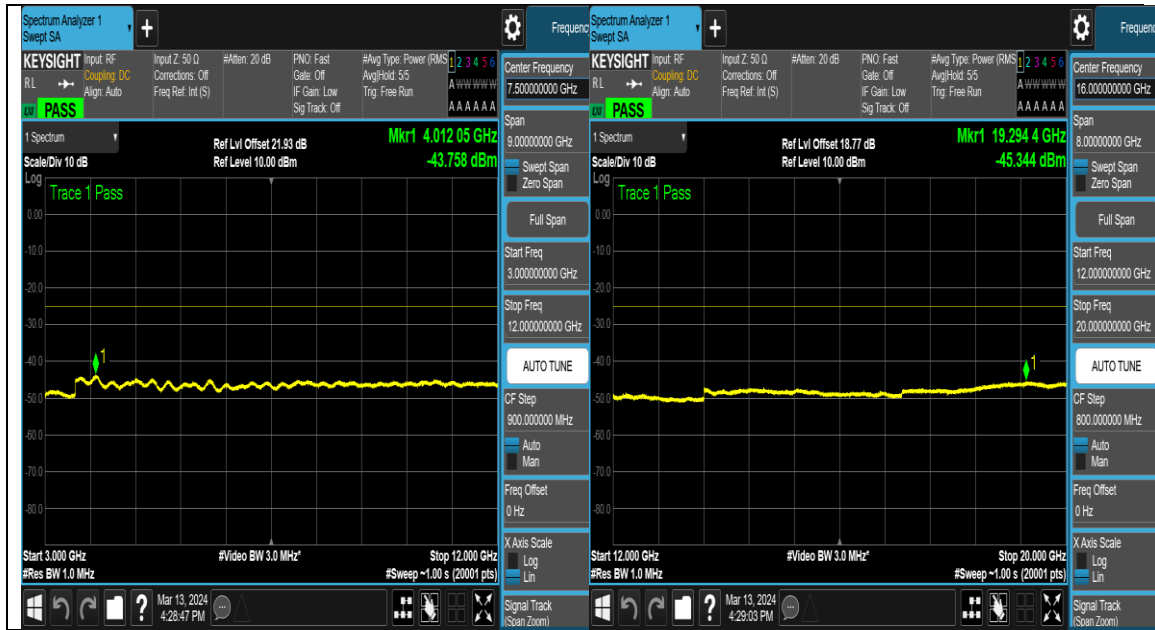 Spectrum Analyzer 1
Swept SA
+
Frequenc
KEYSIGHT
RL
PASS
Input: RF
Coupling: DC
Align: Auto
Input Z: 50 Ω
Corrections: Off
Freq Ref: Int (S)
#Atten: 20 dB
PNO: Fast
Gate: Off
IF Gain: Low
Sig Track: Off
#Avg Type: Power (RMS
Avg|Hold: 5/5
Trig: Free Run
1 2 3 4 5 6
A W W W W W
A A A A A A
Center Frequency
7.500000000 GHz
Span
9.00000000 GHz
Swept Span
Zero Span
Full Span
Start Freq
3.000000000 GHz
Stop Freq
12.000000000 GHz
AUTO TUNE
CF Step
900.000000 MHz
Auto
Man
Freq Offset
0 Hz
X Axis Scale
Log
Lin
Signal Track
(Span Zoom)
1 Spectrum
Scale/Div 10 dB
Log
Ref Lvl Offset 21.93 dB
Ref Level 10.00 dBm
Mkr1 4.012 05 GHz
-43.758 dBm
Trace 1 Pass
0.00
-10.0
-20.0
-30.0
-40.0
-50.0
-60.0
-70.0
-80.0
1
Start 3.000 GHz
#Res BW 1.0 MHz
#Video BW 3.0 MHz*
Stop 12.000 GHz
#Sweep ~1.00 s (20001 pts)
?
Mar 13, 2024
4:28:47 PM
Spectrum Analyzer 1
Swept SA
+
Frequenc
KEYSIGHT
RL
PASS
Input: RF
Coupling: DC
Align: Auto
Input Z: 50 Ω
Corrections: Off
Freq Ref: Int (S)
#Atten: 20 dB
PNO: Fast
Gate: Off
IF Gain: Low
Sig Track: Off
#Avg Type: Power (RMS
Avg|Hold: 5/5
Trig: Free Run
1 2 3 4 5 6
A W W W W W
A A A A A A
Center Frequency
16.000000000 GHz
Span
8.00000000 GHz
Swept Span
Zero Span
Full Span
Start Freq
12.000000000 GHz
Stop Freq
20.000000000 GHz
AUTO TUNE
CF Step
800.000000 MHz
Auto
Man
Freq Offset
0 Hz
X Axis Scale
Log
Lin
Signal Track
(Span Zoom)
1 Spectrum
Scale/Div 10 dB
Log
Ref Lvl Offset 18.77 dB
Ref Level 10.00 dBm
Mkr1 19.294 4 GHz
-45.344 dBm
Trace 1 Pass
0.00
-10.0
-20.0
-30.0
-40.0
-50.0
-60.0
-70.0
-80.0
1
Start 12.000 GHz
#Res BW 1.0 MHz
#Video BW 3.0 MHz*
Stop 20.000 GHz
#Sweep ~1.00 s (20001 pts)
?
Mar 13, 2024
4:29:03 PM